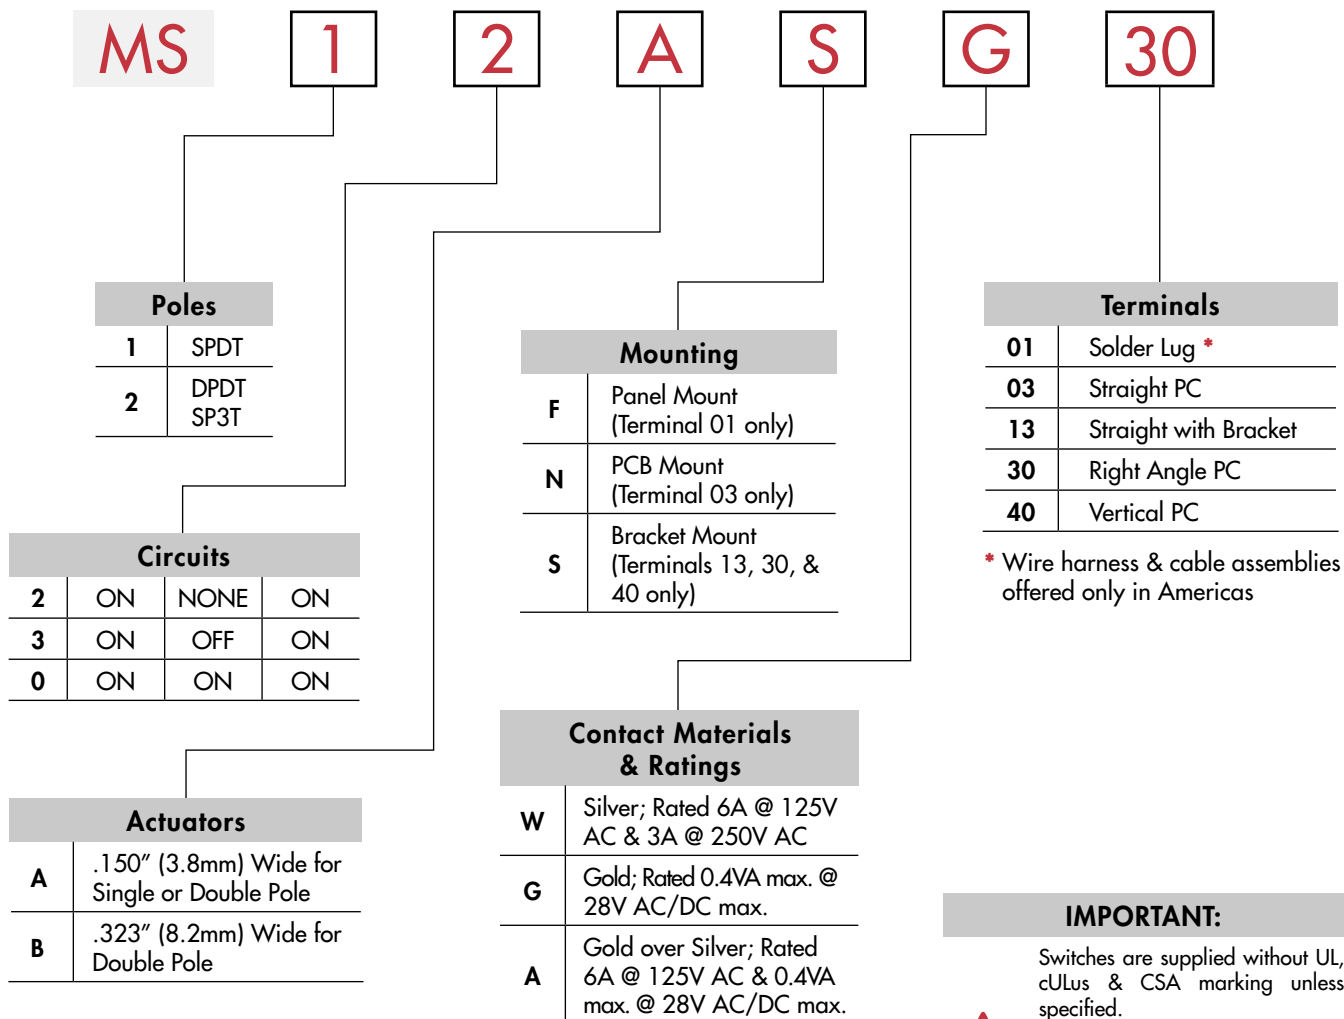 MS 1 2 A S G 30
Poles
1 SPDT
2 DPDT
SP3T
Circuits
2 ON NONE ON
3 ON OFF ON
0 ON ON ON
Actuators
A .150″ (3.8mm) Wide for
Single or Double Pole
B .323″ (8.2mm) Wide for
Double Pole
Mounting
F Panel Mount
(Terminal 01 only)
N PCB Mount
(Terminal 03 only)
S Bracket Mount
(Terminals 13, 30, &
40 only)
Contact Materials
& Ratings
W Silver; Rated 6A @ 125V
AC & 3A @ 250V AC
G Gold; Rated 0.4VA max. @
28V AC/DC max.
A Gold over Silver; Rated
6A @ 125V AC & 0.4VA
max. @ 28V AC/DC max.
Terminals
01 Solder Lug *
03 Straight PC
13 Straight with Bracket
30 Right Angle PC
40 Vertical PC
* Wire harness & cable assemblies
offered only in Americas
IMPORTANT:
Switches are supplied without UL,
cULus & CSA marking unless
specified.